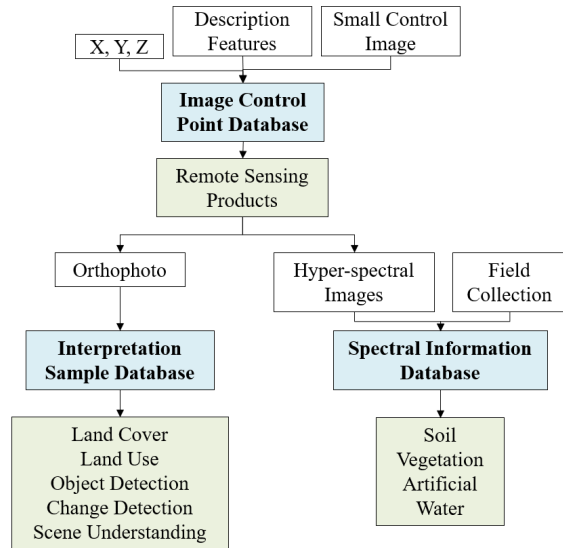 X, Y, Z
Description
Features
Small Control
Image
Image Control
Point Database
Remote Sensing
Products
Orthophoto
Hyper-spectral
Images
Field
Collection
Interpretation
Sample Database
Spectral Information
Database
Land Cover
Land Use
Object Detection
Change Detection
Scene Understanding
Soil
Vegetation
Artificial
Water